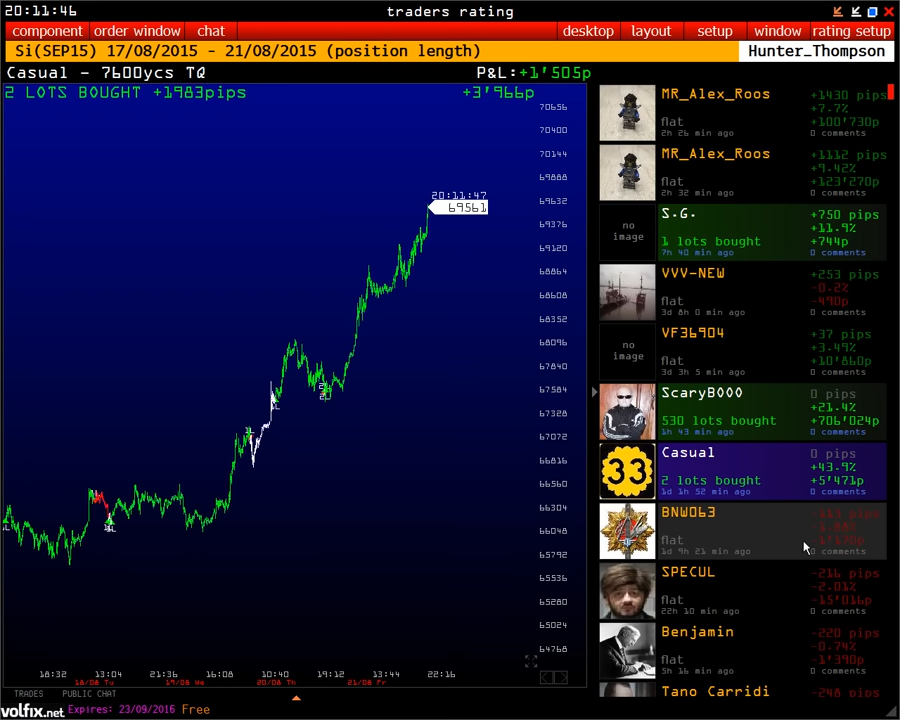 20:11:46
traders rating
component order window chat desktop layout setup window rating setup
Si(SEP15) 17/08/2015 - 21/08/2015 (position length)
Hunter_Thompson
Casual - 7600ycs TQ
P&L:+1'505p
2 LOTS BOUGHT +1983pips
+3'966p
70656
70400
70144
69888
20:11:47
69632
69561
69376
69120
68864
68608
68352
68096
67840
67584
67328
67072
66816
66560
66304
66048
65792
65536
65280
65024
64768
18:32 13:04 21:36 18:08 10:40 19:12 13:44 22:16
18/08 Tu 19/08 We 20/08 Th 21/08 Fr
MR_Alex_Roos
+1430 pips
+7.7%
flat
+100'730p
2h 26 min ago
0 comments
MR_Alex_Roos
+1112 pips
+9.42%
flat
+123'270p
2h 32 min ago
0 comments
no image
S.G.
+750 pips
+11.9%
1 lots bought
+744p
7h 40 min ago
0 comments
VVV-NEW
+253 pips
-0.2%
flat
-490p
3d 8h 0 min ago
0 comments
no image
VF36904
+37 pips
+3.49%
flat
+10'860p
3d 3h 5 min ago
0 comments
ScaryB000
0 pips
+21.4%
530 lots bought
+706'024p
1h 43 min ago
0 comments
33
Casual
0 pips
+43.9%
2 lots bought
+5'471p
1d 1h 52 min ago
0 comments
BNW063
flat
1d 9h 21 min ago
comments
SPECUL
-216 pips
-2.01%
flat
-15'016p
22h 10 min ago
0 comments
Benjamin
-220 pips
-0.74%
flat
-1'390p
5h 16 min ago
0 comments
Tano Carridi
-248 pips
TRADES PUBLIC CHAT
volfix.net
Expires: 23/09/2016 Free